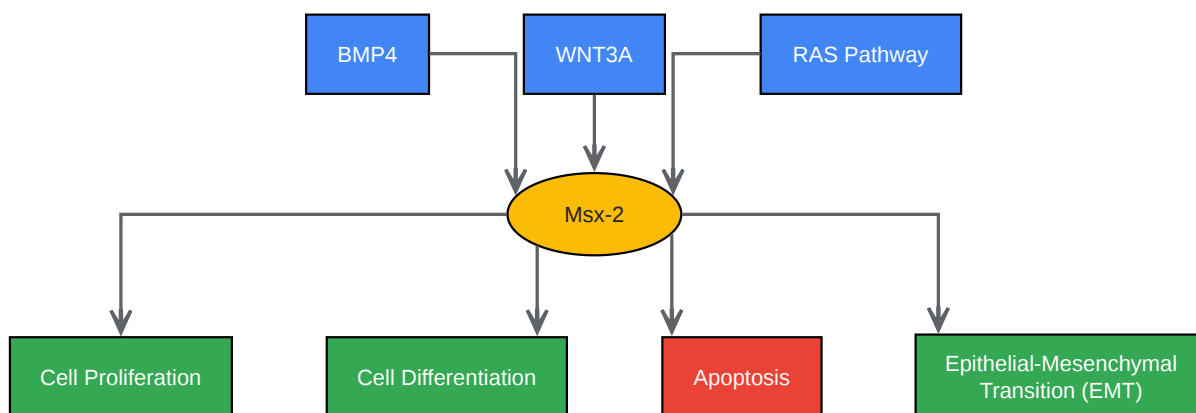 BMP4
WNT3A
RAS Pathway
Msx-2
Cell Proliferation
Cell Differentiation
Apoptosis
Epithelial-Mesenchymal
Transition (EMT)